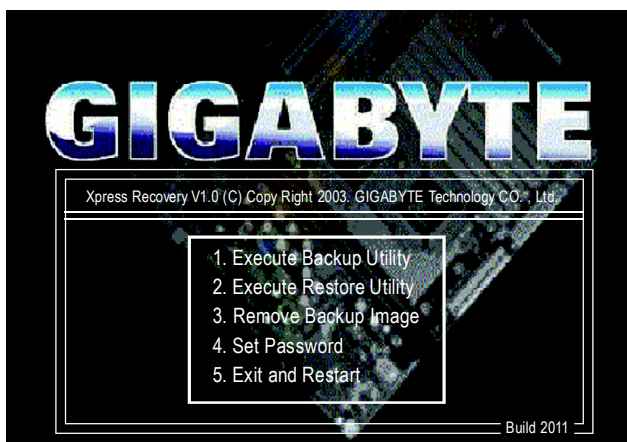 GIGABYTE
Xpress Recovery V1.0 (C) Copy Right 2003. GIGABYTE Technology CO. , Ltd.
1. Execute Backup Utility
2. Execute Restore Utility
3. Remove Backup Image
4. Set Password
5. Exit and Restart
Build 2011